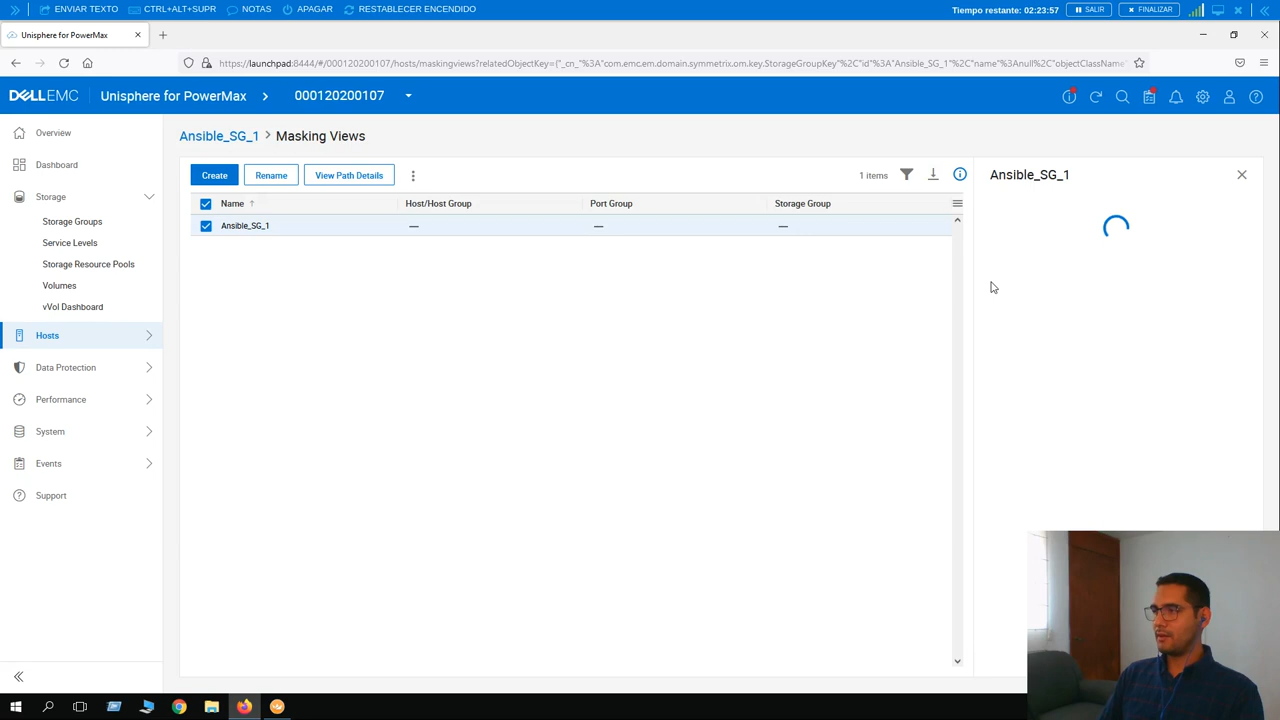 ENVIAR TEXTO CTRL+ALT+SUPR NOTAS APAGAR RESTABLECER ENCENDIDO Tiempo restante: 02:23:57 SALIR FINALIZAR
Unisphere for PowerMax
https://launchpad:8444/#/000120200107/hosts/maskingviews?relatedObjectKey={"_cn_"%3A"com.emc.em.domain.symmetrix.om.key.StorageGroupKey"%2C"id"%3A"Ansible_SG_1"%2C"name"%3Anull%2C"objectClassName"
DELLEMC Unisphere for PowerMax 000120200107
Overview
Dashboard
Storage
Storage Groups
Service Levels
Storage Resource Pools
Volumes
vVol Dashboard
Hosts
Data Protection
Performance
System
Events
Support
Ansible_SG_1 > Masking Views
Create Rename View Path Details 1 items
Name Host/Host Group Port Group Storage Group
Ansible_SG_1 — — —
Ansible_SG_1